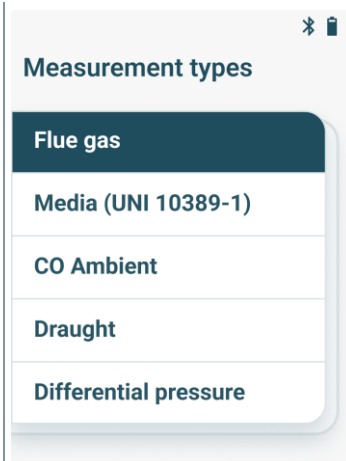 Measurement types
Flue gas
Media (UNI 10389-1)
CO Ambient
Draught
Differential pressure